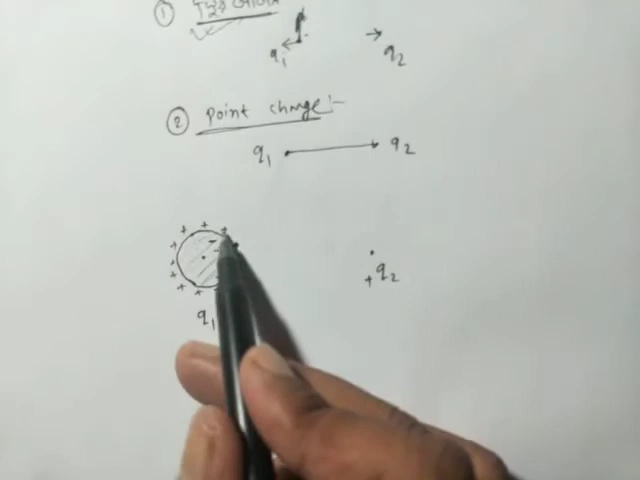 ①
q₁ q₂
② Point charge :-
q₁ q₂
+ + + + + + + +
+ q₂
q₁